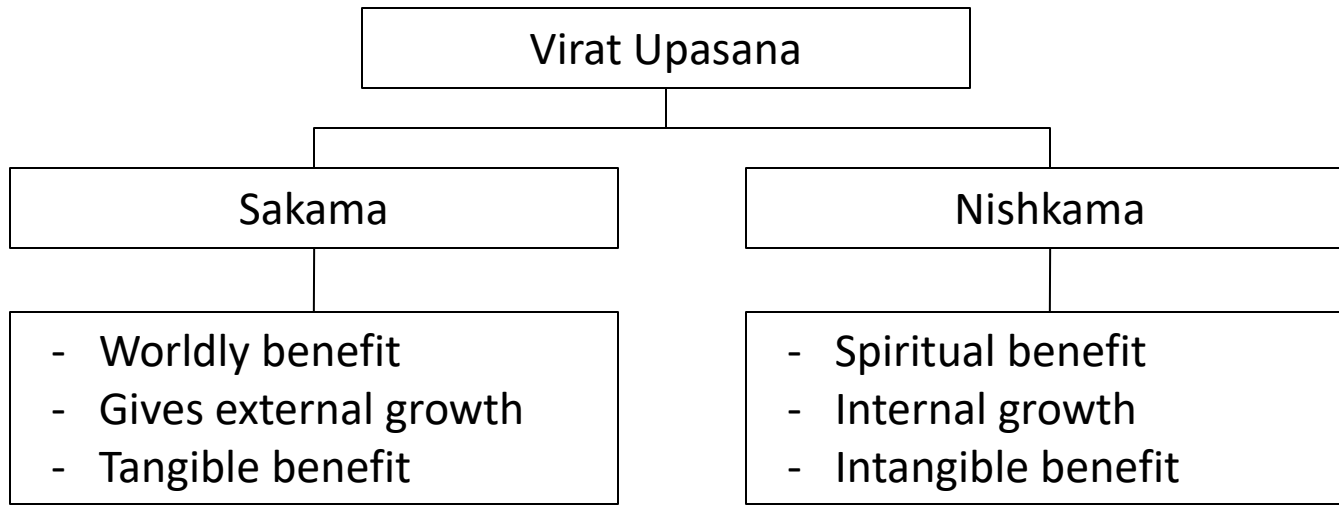 Virat Upasana
Sakama
Nishkama
- Worldly benefit
- Gives external growth
- Tangible benefit
- Spiritual benefit
- Internal growth
- Intangible benefit